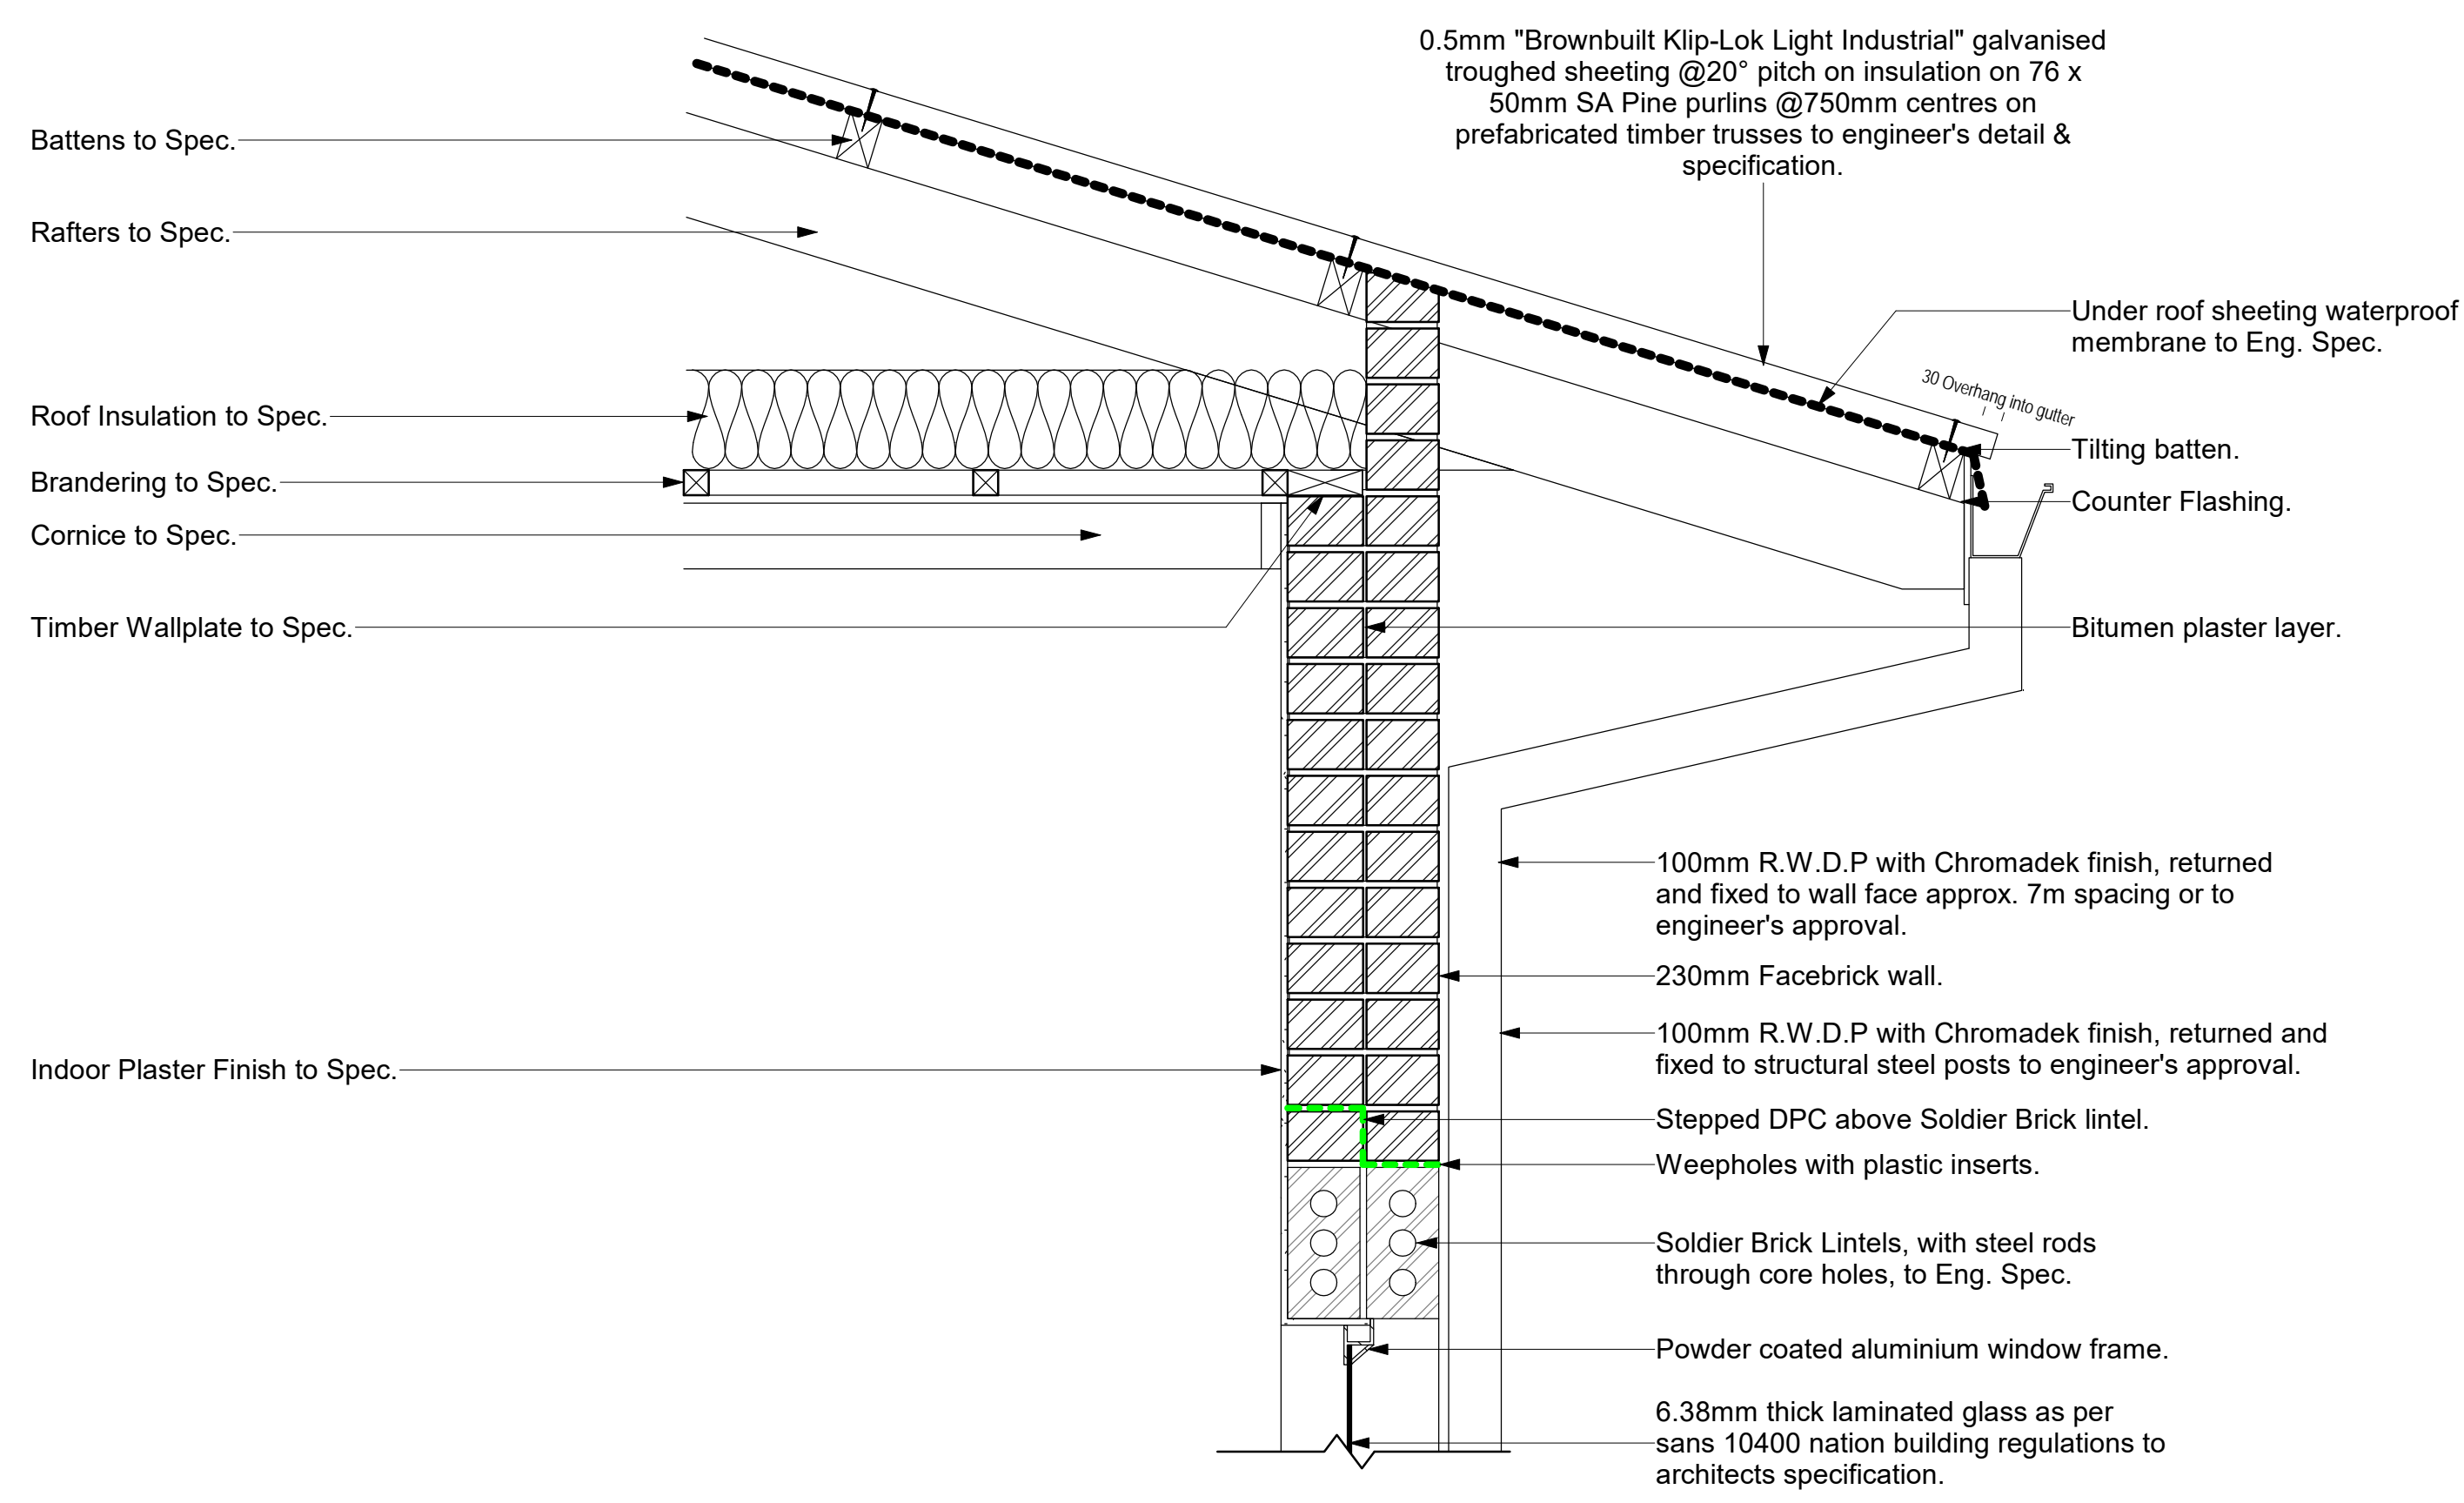 0.5mm "Brownbuilt Klip-Lok Light Industrial" galvanised
troughed sheeting @20° pitch on insulation on 76 x
50mm SA Pine purlins @750mm centres on
prefabricated timber trusses to engineer's detail &
specification.
Battens to Spec.
Rafters to Spec.
Roof Insulation to Spec.
Brandering to Spec.
Cornice to Spec.
Timber Wallplate to Spec.
Indoor Plaster Finish to Spec.
Under roof sheeting waterproof
membrane to Eng. Spec.
30 Overhang into gutter
Tilting batten.
Counter Flashing.
Bitumen plaster layer.
100mm R.W.D.P with Chromadek finish, returned
and fixed to wall face approx. 7m spacing or to
engineer's approval.
230mm Facebrick wall.
100mm R.W.D.P with Chromadek finish, returned and
fixed to structural steel posts to engineer's approval.
Stepped DPC above Soldier Brick lintel.
Weepholes with plastic inserts.
Soldier Brick Lintels, with steel rods
through core holes, to Eng. Spec.
Powder coated aluminium window frame.
6.38mm thick laminated glass as per
sans 10400 nation building regulations to
architects specification.